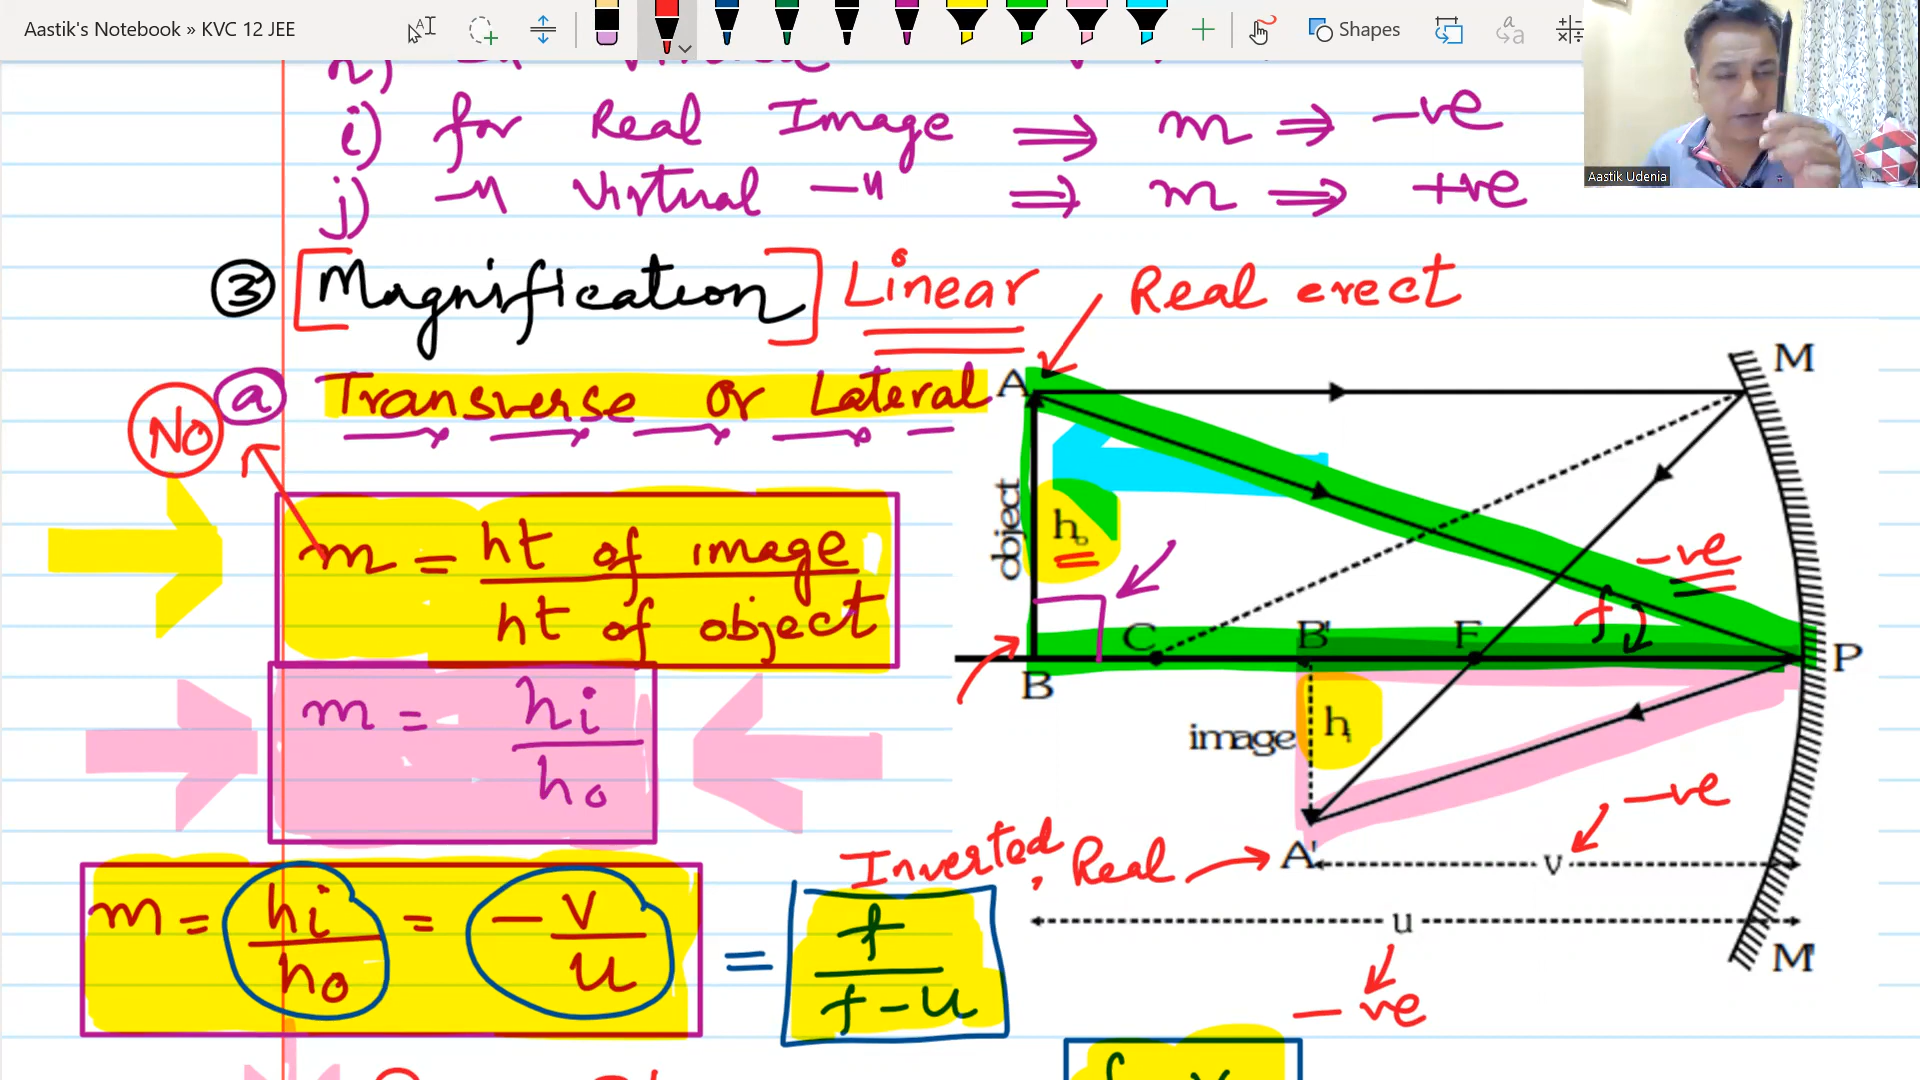 Aastik's Notebook » KVC 12 JEE
Shapes
Aastik Udenia
i) for Real Image ⇒ m ⇒ -ve
j) -〃 Virtual -〃 ⇒ m ⇒ +ve
③ [Magnification] Linear
Real erect
ⓐ Transverse or Lateral
No
m = ht of image / ht of object
m = hi / ho
m = hi / ho = - v / u = f / f - u
A
M
object
ho
-ve
f
C
B'
F
P
B
image
hi
-ve
Inverted, Real
A'
v
u
M'
- ve